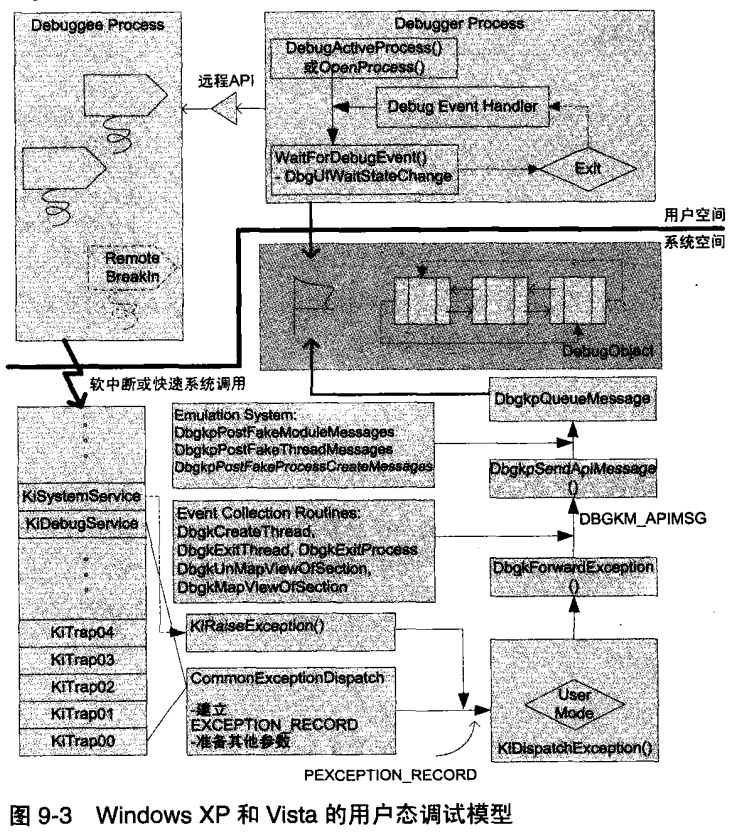 Debuggee Process
Debugger Process
DebugActiveProcess()
或OpenProcess()
远程API
Debug Event Handler
WaitForDebugEvent()
- DbgUiWaitStateChange
Exit
用户空间
系统空间
Remote
BreakIn
DebugObject
软中断或快速系统调用
DbgkpQueueMessage
Emulation System:
DbgkpPostFakeModuleMessages
DbgkpPostFakeThreadMessages
DbgkpPostFakeProcessCreateMessages
DbgkpSendApiMessage
()
KiSystemService
KiDebugService
Event Collection Routines:
DbgkCreateThread,
DbgkExitThread, DbgkExitProcess
DbgkUnMapViewOfSection,
DbgkMapViewOfSection
DBGKM_APIMSG
DbgkForwardException
()
KiTrap04
KiTrap03
KiTrap02
KiTrap01
KiTrap00
KiRaiseException()
CommonExceptionDispatch
-建立
EXCEPTION_RECORD
-准备其他参数
User
Mode
KiDispatchException()
PEXCEPTION_RECORD
图 9-3 Windows XP 和 Vista 的用户态调试模型